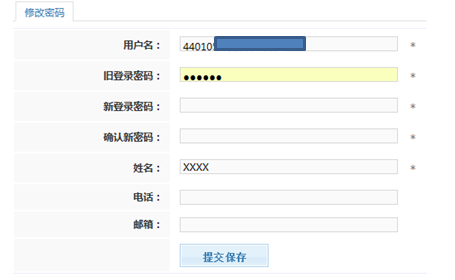 修改密码
用户名： 44010 *
旧登录密码： ●●●●●● *
新登录密码： *
确认新密码： *
姓名： XXXX *
电话：
邮箱：
提交保存